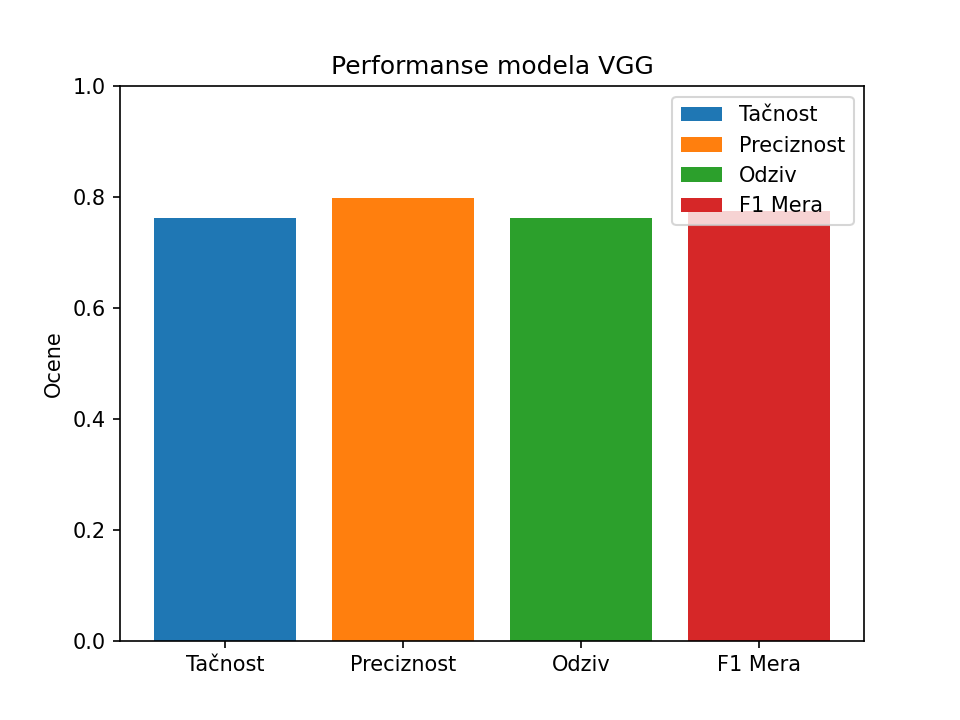 Performanse modela VGG
1.0
0.8
0.6
0.4
0.2
0.0
Ocene
Tačnost
Preciznost
Odziv
F1 Mera
Tačnost
Preciznost
Odziv
F1 Mera